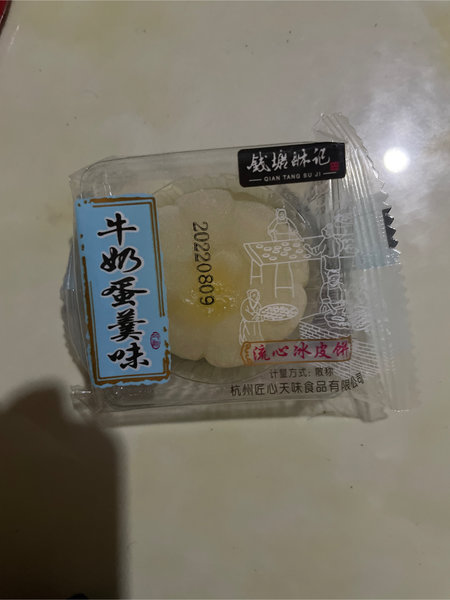 钱塘酥记
QIAN TANG SU JI
牛奶蛋羹味
20220809
流心冰皮饼
计量方式：散称
杭州匠心天味食品有限公司